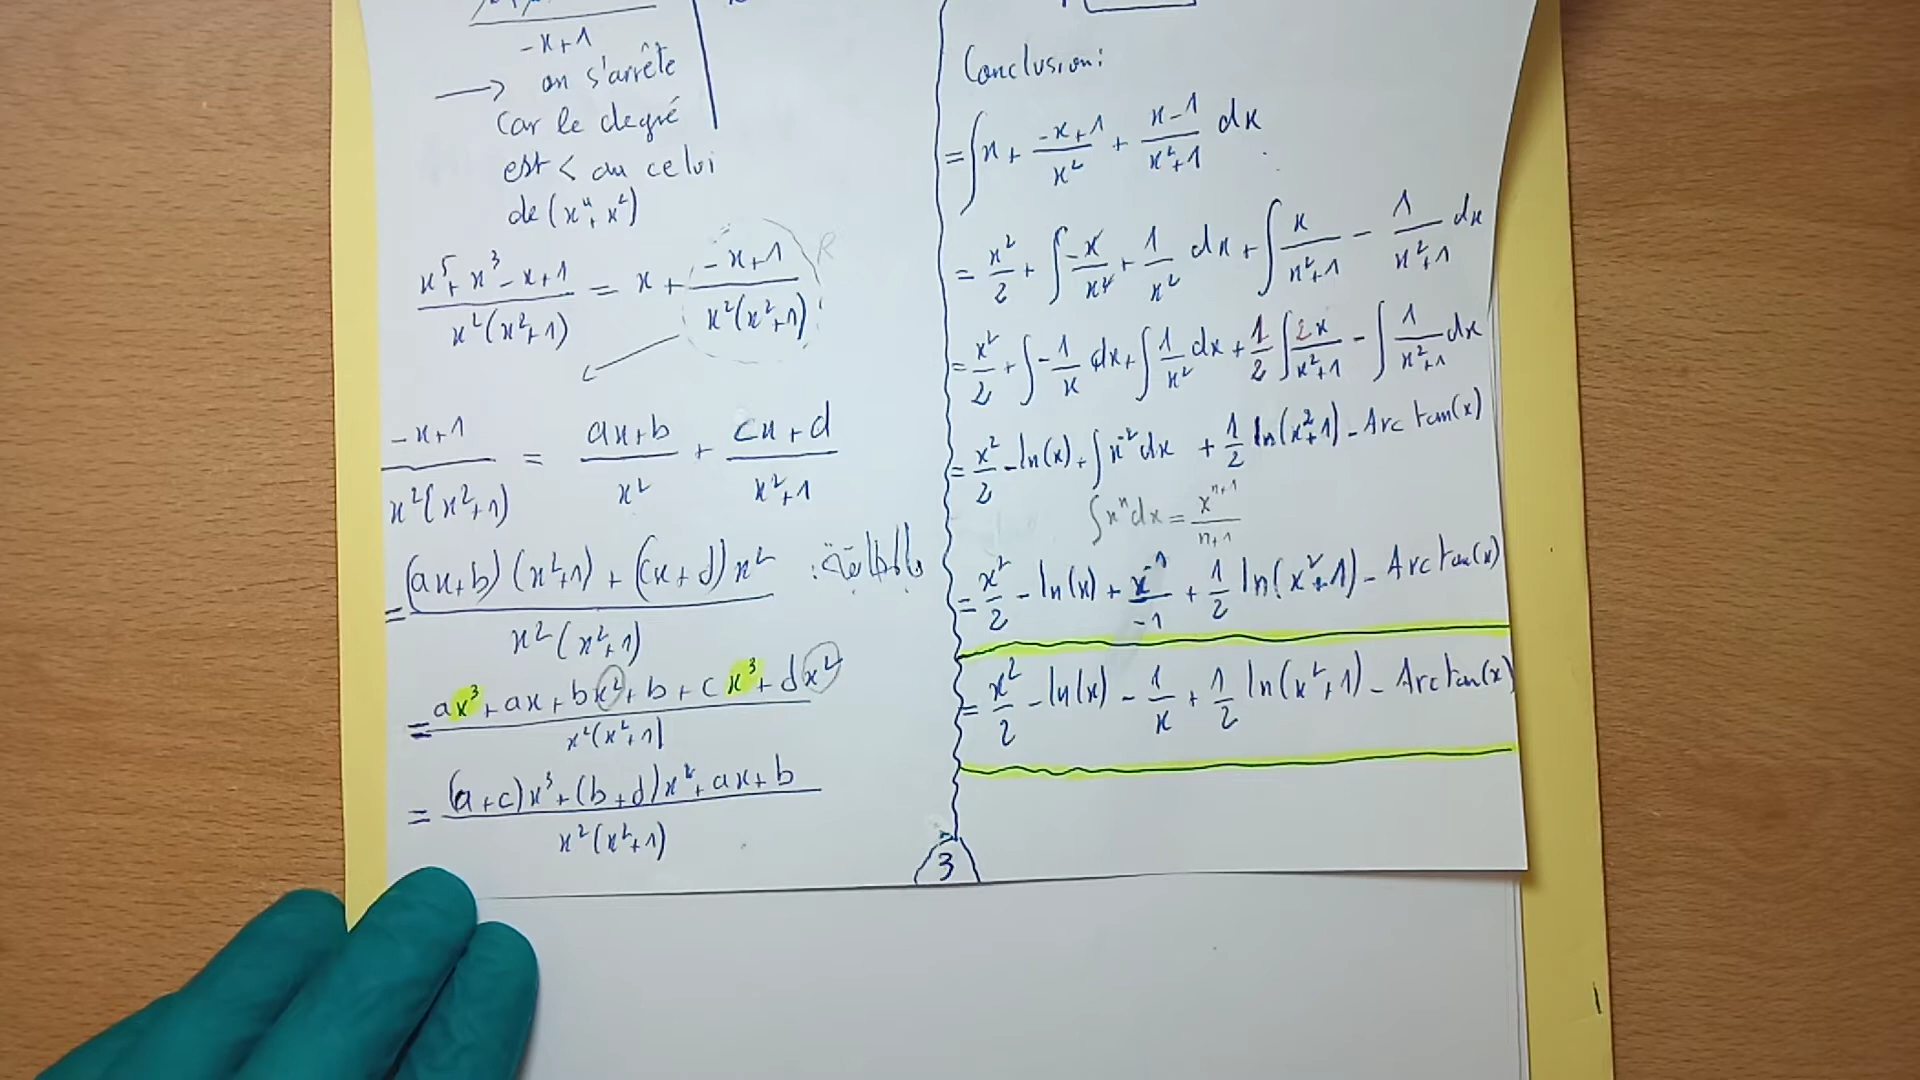 -x+1
→ on s'arrête
car le degré
est < au celui
de (x⁴+x²)
x⁵+x³-x+1 / x²(x²+1) = x + -x+1 / x²(x²+1) R
-x+1 / x²(x²+1) = ax+b / x² + cx+d / x²+1
= (ax+b)(x²+1)+(cx+d)x² / x²(x²+1) بالمطابقة:
= ax³+ax+bx²+b+cx³+dx² / x²(x²+1)
= (a+c)x³+(b+d)x²+ax+b / x²(x²+1)
Conclusion:
= ∫ x + -x+1 / x² + x-1 / x²+1 dx
= x²/2 + ∫ -x/x² + 1/x² dx + ∫ x / x²+1 - 1 / x²+1 dx
= x²/2 + ∫ -1/x dx + ∫ 1/x² dx + 1/2 ∫ 2x / x²+1 - ∫ 1 / x²+1 dx
= x²/2 - ln(x) + ∫ x⁻² dx + 1/2 ln(x²+1) - Arctan(x)
∫ xⁿ dx = xⁿ⁺¹ / n+1
= x²/2 - ln(x) + x⁻¹/-1 + 1/2 ln(x²+1) - Arctan(x)
= x²/2 - ln(x) - 1/x + 1/2 ln(x²+1) - Arctan(x)
3